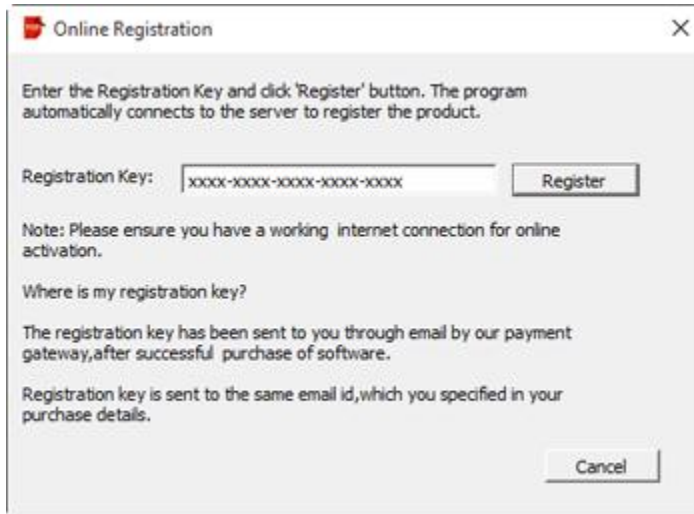 Online Registration
Enter the Registration Key and click 'Register' button. The program
automatically connects to the server to register the product.
Registration Key: xxxx-xxxx-xxxx-xxxx-xxxx Register
Note: Please ensure you have a working internet connection for online
activation.
Where is my registration key?
The registration key has been sent to you through email by our payment
gateway,after successful purchase of software.
Registration key is sent to the same email id,which you specified in your
purchase details.
Cancel